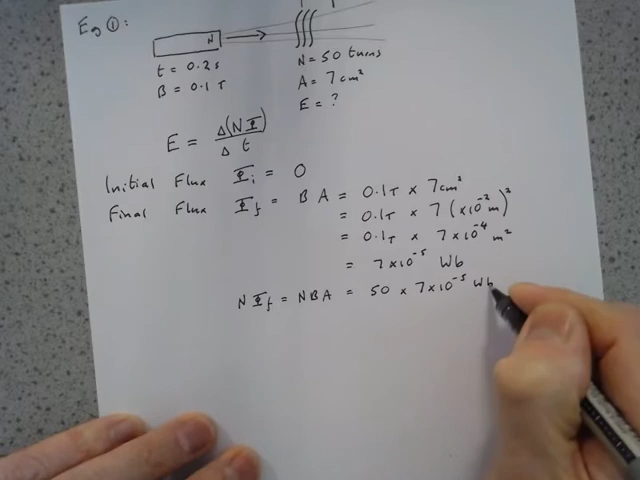 Eg ①:
N
t = 0.2s
B = 0.1T
N = 50 turns
A = 7cm²
E = ?
E = Δ(NΦ) / Δt
Initial Flux Φi = 0
Final Flux Φf = BA = 0.1T × 7cm²
= 0.1T × 7(×10⁻²m)²
= 0.1T × 7×10⁻⁴ m²
= 7×10⁻⁵ Wb
NΦf = NBA = 50 × 7×10⁻⁵ Wb